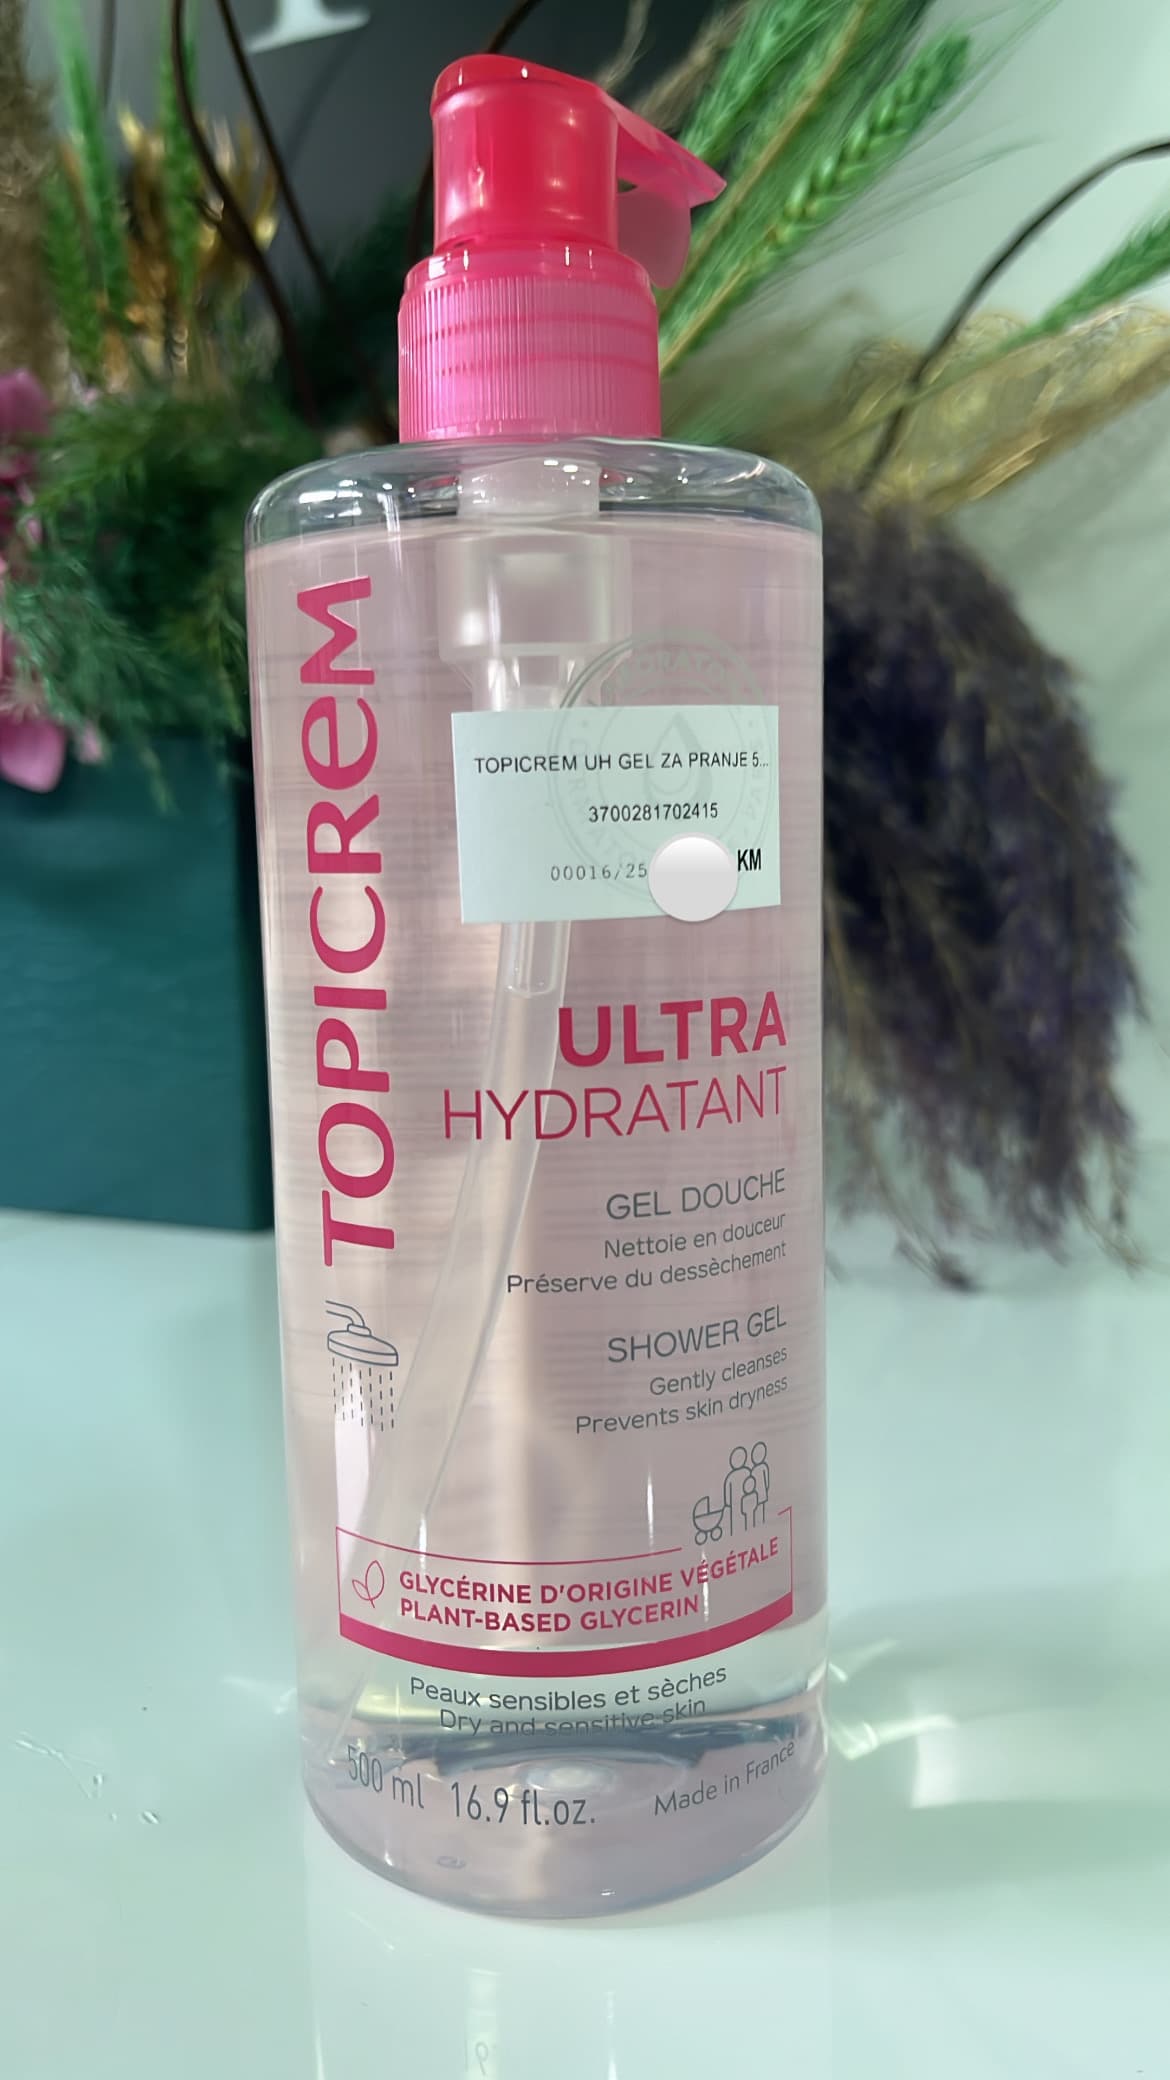 TOPICREM
TOPICREM UH GEL ZA PRANJE 5...
3700281702415
00016/25 KM
ULTRA
HYDRATANT
GEL DOUCHE
Nettoie en douceur
Préserve du dessèchement
SHOWER GEL
Gently cleanses
Prevents skin dryness
GLYCÉRINE D'ORIGINE VÉGÉTALE
PLANT-BASED GLYCERIN
Peaux sensibles et sèches
Dry and sensitive skin
500 ml 16.9 fl.oz. Made in France